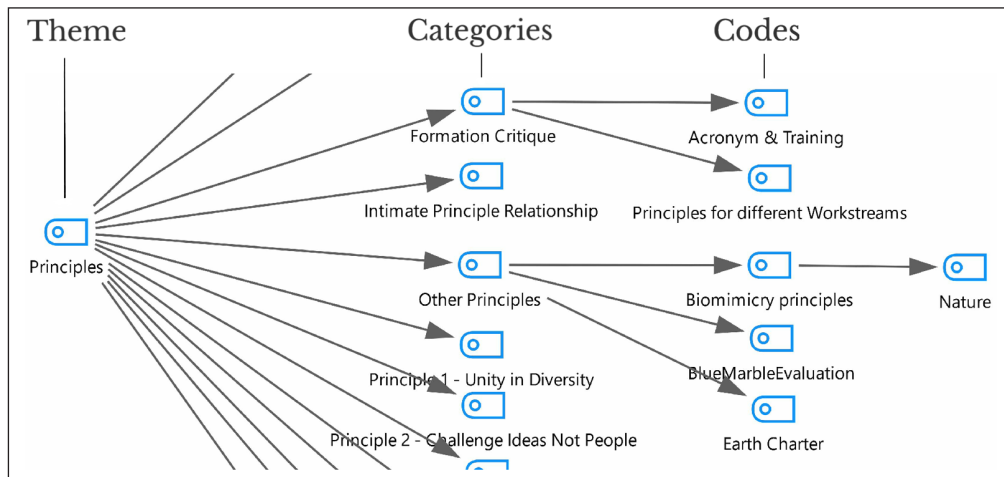 Theme
Categories
Codes
Formation Critique
Acronym & Training
Intimate Principle Relationship
Principles for different Workstreams
Principles
Other Principles
Biomimicry principles
Nature
Principle 1 - Unity in Diversity
BlueMarbleEvaluation
Principle 2 - Challenge Ideas Not People
Earth Charter